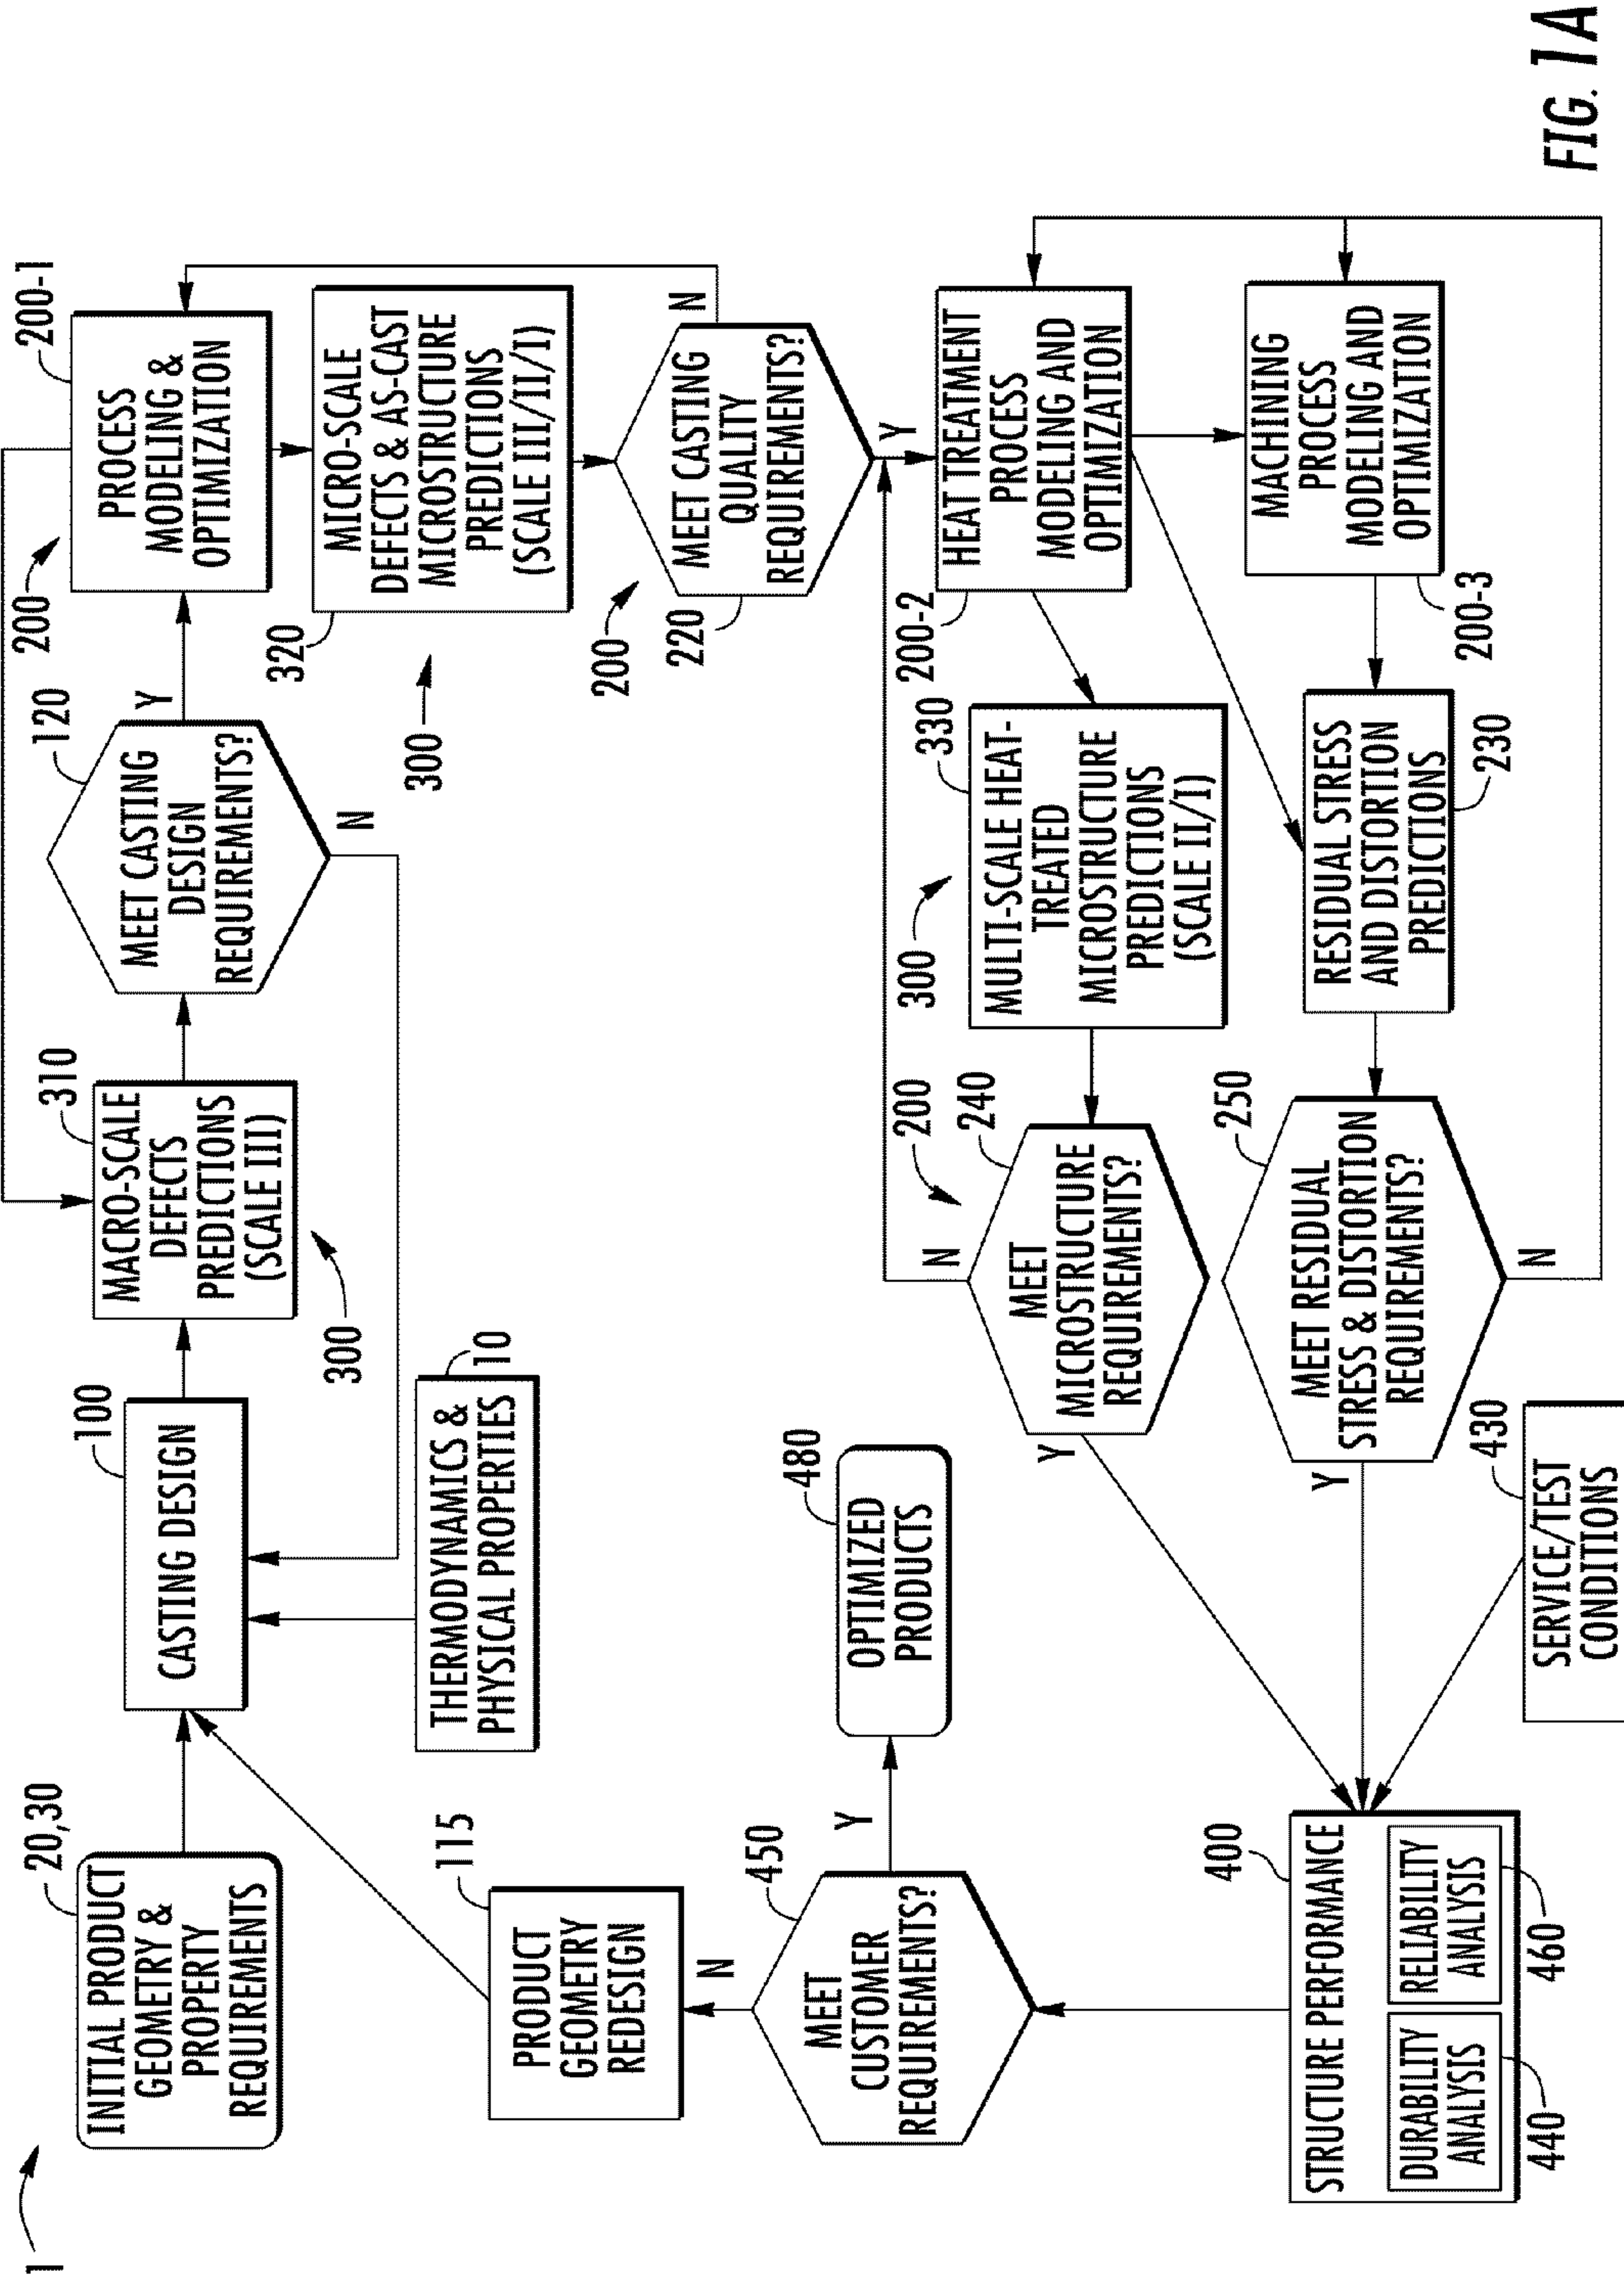 1
20,30
INITIAL PRODUCT
GEOMETRY &
PROPERTY
REQUIREMENTS
100
CASTING DESIGN
THERMODYNAMICS &
PHYSICAL PROPERTIES
10
310
MACRO-SCALE
DEFECTS
PREDICTIONS
(SCALE III)
300
120
MEET CASTING
DESIGN
REQUIREMENTS?
Y
N
200
200-1
PROCESS
MODELING &
OPTIMIZATION
320
MICRO-SCALE
DEFECTS & AS-CAST
MICROSTRUCTURE
PREDICTIONS
(SCALE III/II/I)
300
200
220
MEET CASTING
QUALITY
REQUIREMENTS?
N
Y
115
PRODUCT
GEOMETRY
REDESIGN
N
450
MEET
CUSTOMER
REQUIREMENTS?
Y
480
OPTIMIZED
PRODUCTS
200
240
N
MEET
MICROSTRUCTURE
REQUIREMENTS?
Y
300
330
MULTI-SCALE HEAT-
TREATED
MICROSTRUCTURE
PREDICTIONS
(SCALE II/I)
200-2
HEAT TREATMENT
PROCESS
MODELING AND
OPTIMIZATION
400
STRUCTURE PERFORMANCE
DURABILITY
ANALYSIS
RELIABILITY
ANALYSIS
440
460
430
SERVICE/TEST
CONDITIONS
250
MEET RESIDUAL
STRESS & DISTORTION
REQUIREMENTS?
Y
N
RESIDUAL STRESS
AND DISTORTION
PREDICTIONS
230
MACHINING
PROCESS
MODELING AND
OPTIMIZATION
200-3
FIG. 1A